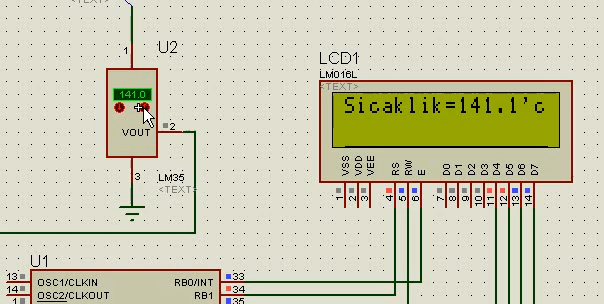 <TEXT>
1
U2
141.0
VOUT
2
3
LM35
<TEXT>
LCD1
LM016L
<TEXT>
Sicaklik=141.1'c
VSS VDD VEE RS RW E D0 D1 D2 D3 D4 D5 D6 D7
1 2 3 4 5 6 7 8 9 10 11 12 13 14
U1
13 OSC1/CLKIN RB0/INT 33
14 OSC2/CLKOUT RB1 34
1 35